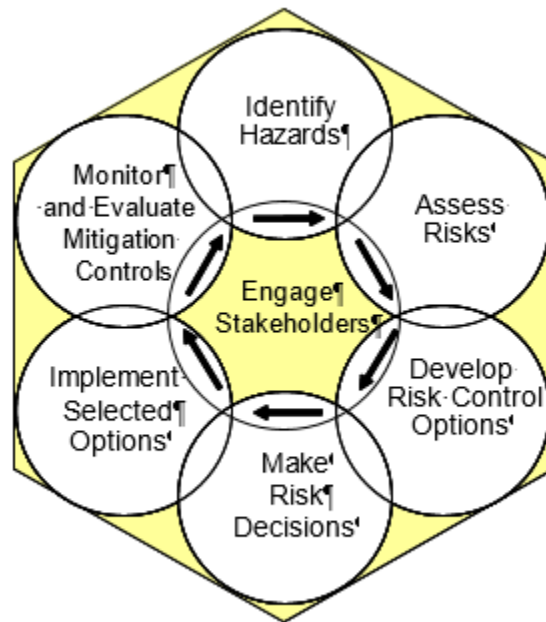 Identify
Hazards¶
Assess·
Risks
Develop·
Risk·Control
Options
Make
Risk¶
Decisions
Implement·
Selected¶
Options
Monitor¶
·and·Evaluate
Mitigation·
Controls
Engage¶
Stakeholders¶